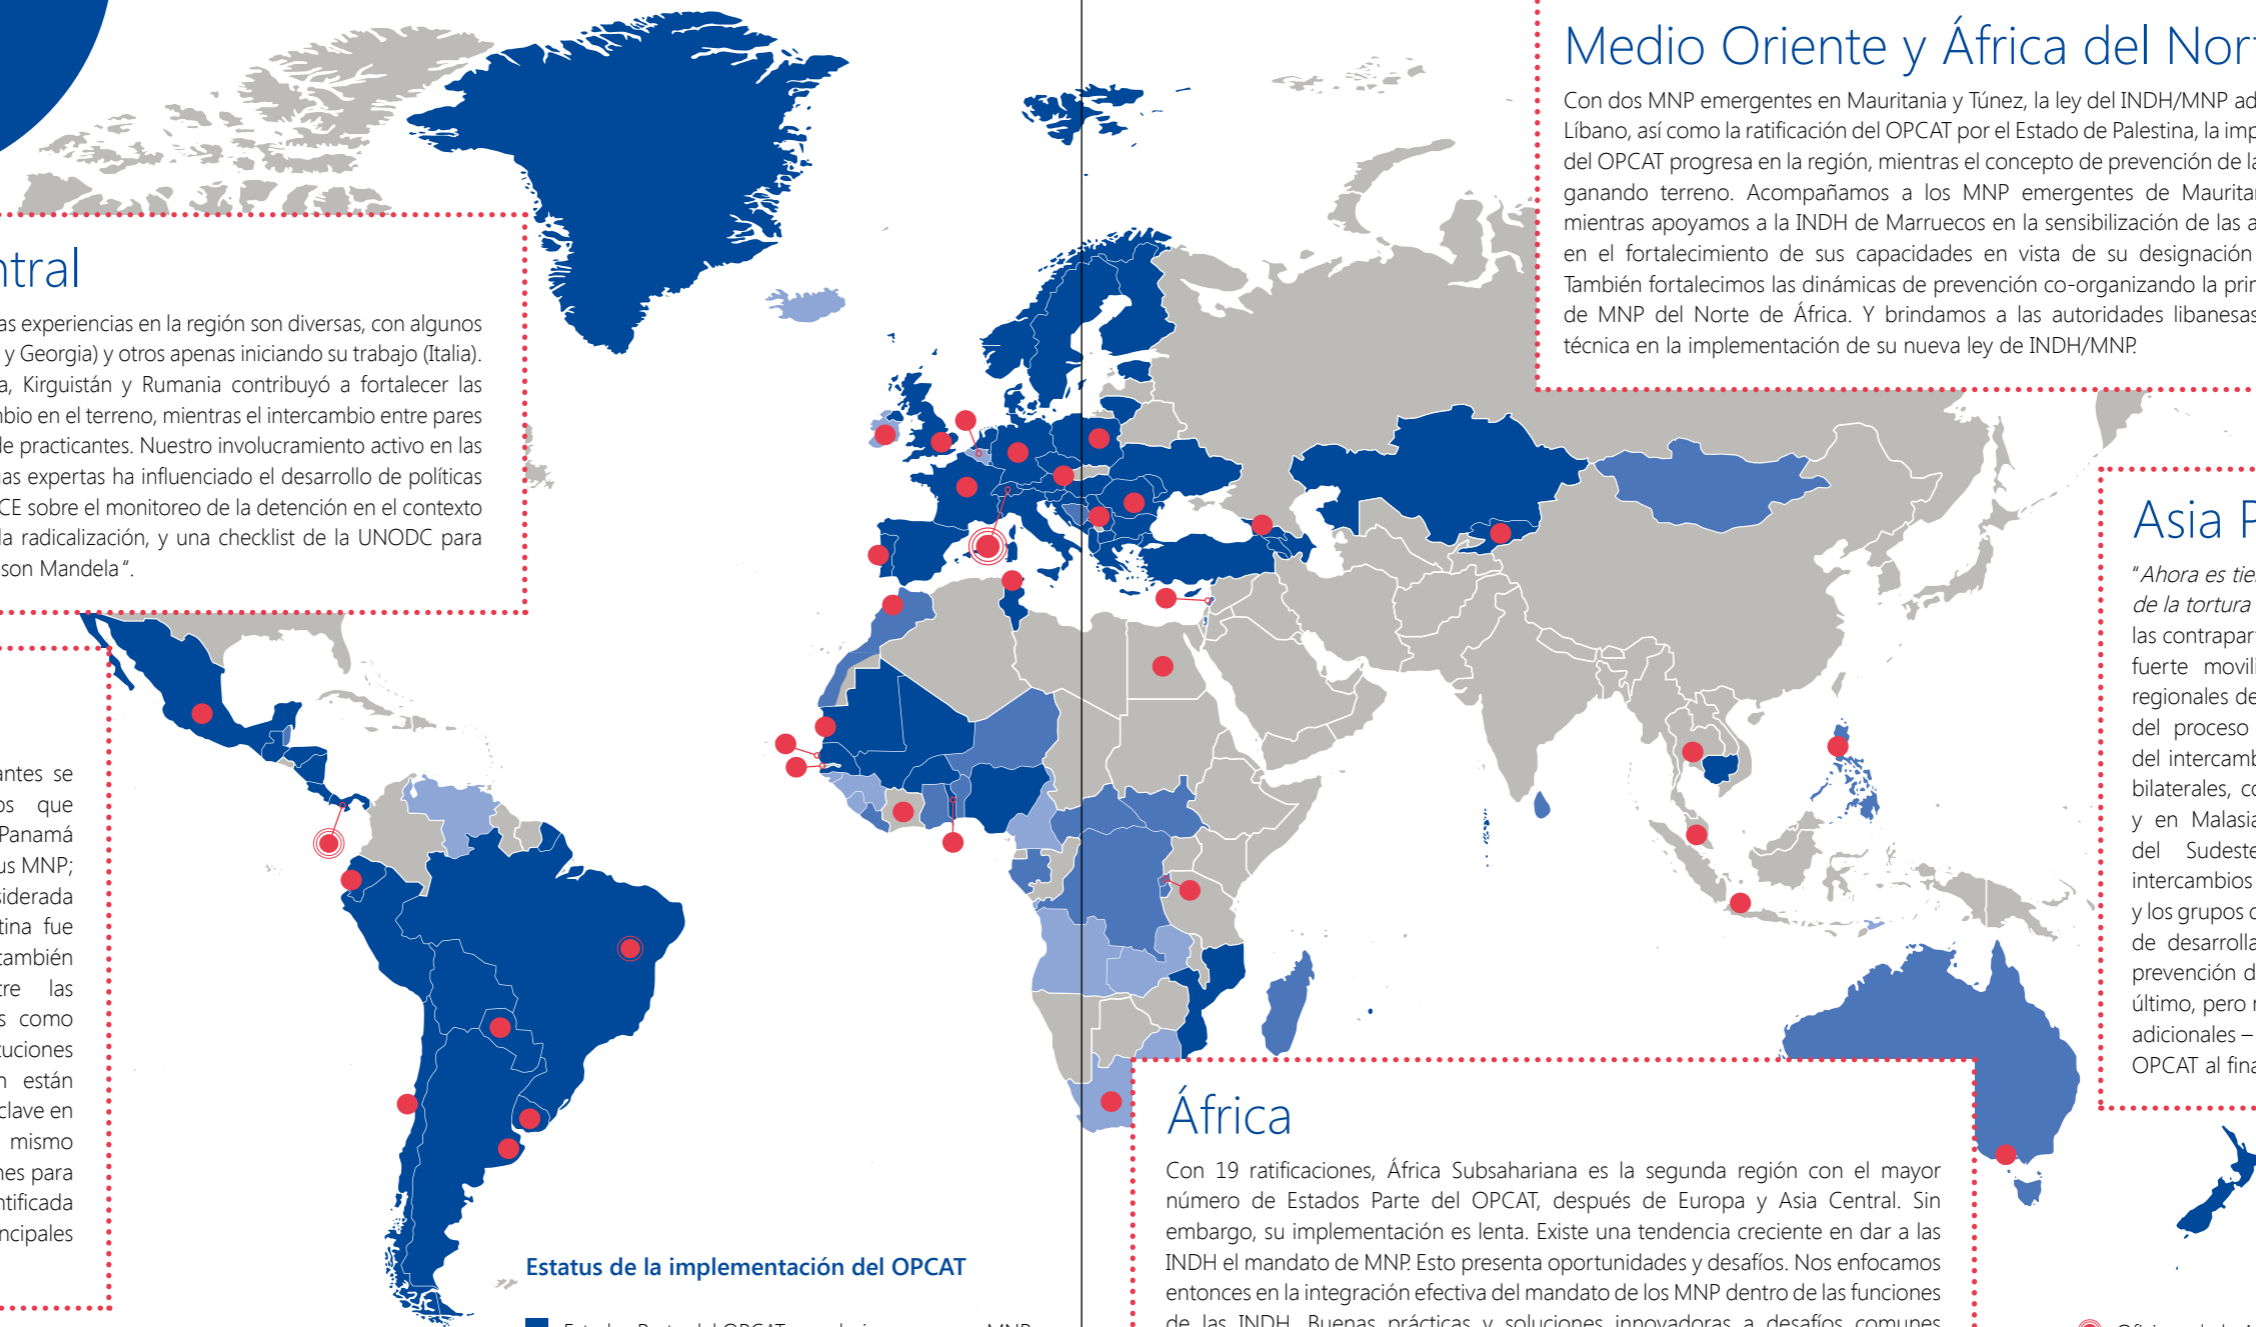 Medio Oriente y África del Nor
Con dos MNP emergentes en Mauritania y Túnez, la ley del INDH/MNP ad
Líbano, así como la ratificación del OPCAT por el Estado de Palestina, la imp
del OPCAT progresa en la región, mientras el concepto de prevención de la
ganando terreno. Acompañamos a los MNP emergentes de Mauritan
mientras apoyamos a la INDH de Marruecos en la sensibilización de las a
en el fortalecimiento de sus capacidades en vista de su designación
También fortalecimos las dinámicas de prevención co-organizando la prim
de MNP del Norte de África. Y brindamos a las autoridades libanesas
técnica en la implementación de su nueva ley de INDH/MNP.
ntral
as experiencias en la región son diversas, con algunos
y Georgia) y otros apenas iniciando su trabajo (Italia).
a, Kirguistán y Rumania contribuyó a fortalecer las
nbio en el terreno, mientras el intercambio entre pares
de practicantes. Nuestro involucramiento activo en las
as expertas ha influenciado el desarrollo de políticas
CE sobre el monitoreo de la detención en el contexto
la radicalización, y una checklist de la UNODC para
son Mandela“.
antes se
os que
Panamá
us MNP;
siderada
tina fue
también
tre las
s como
tuciones
n están
clave en
mismo
nes para
ntificada
incipales
Asia P
“Ahora es tie
de la tortura
las contrapar
fuerte movili
regionales de
del proceso
del intercamb
bilaterales, co
y en Malasia
del Sudeste
intercambios
y los grupos d
de desarrolla
prevención d
último, pero n
adicionales –
OPCAT al fina
África
Con 19 ratificaciones, África Subsahariana es la segunda región con el mayor
número de Estados Parte del OPCAT, después de Europa y Asia Central. Sin
embargo, su implementación es lenta. Existe una tendencia creciente en dar a las
INDH el mandato de MNP. Esto presenta oportunidades y desafíos. Nos enfocamos
entonces en la integración efectiva del mandato de los MNP dentro de las funciones
de las INDH. Buenas prácticas y soluciones innovadoras a desafíos comunes
Estatus de la implementación del OPCAT